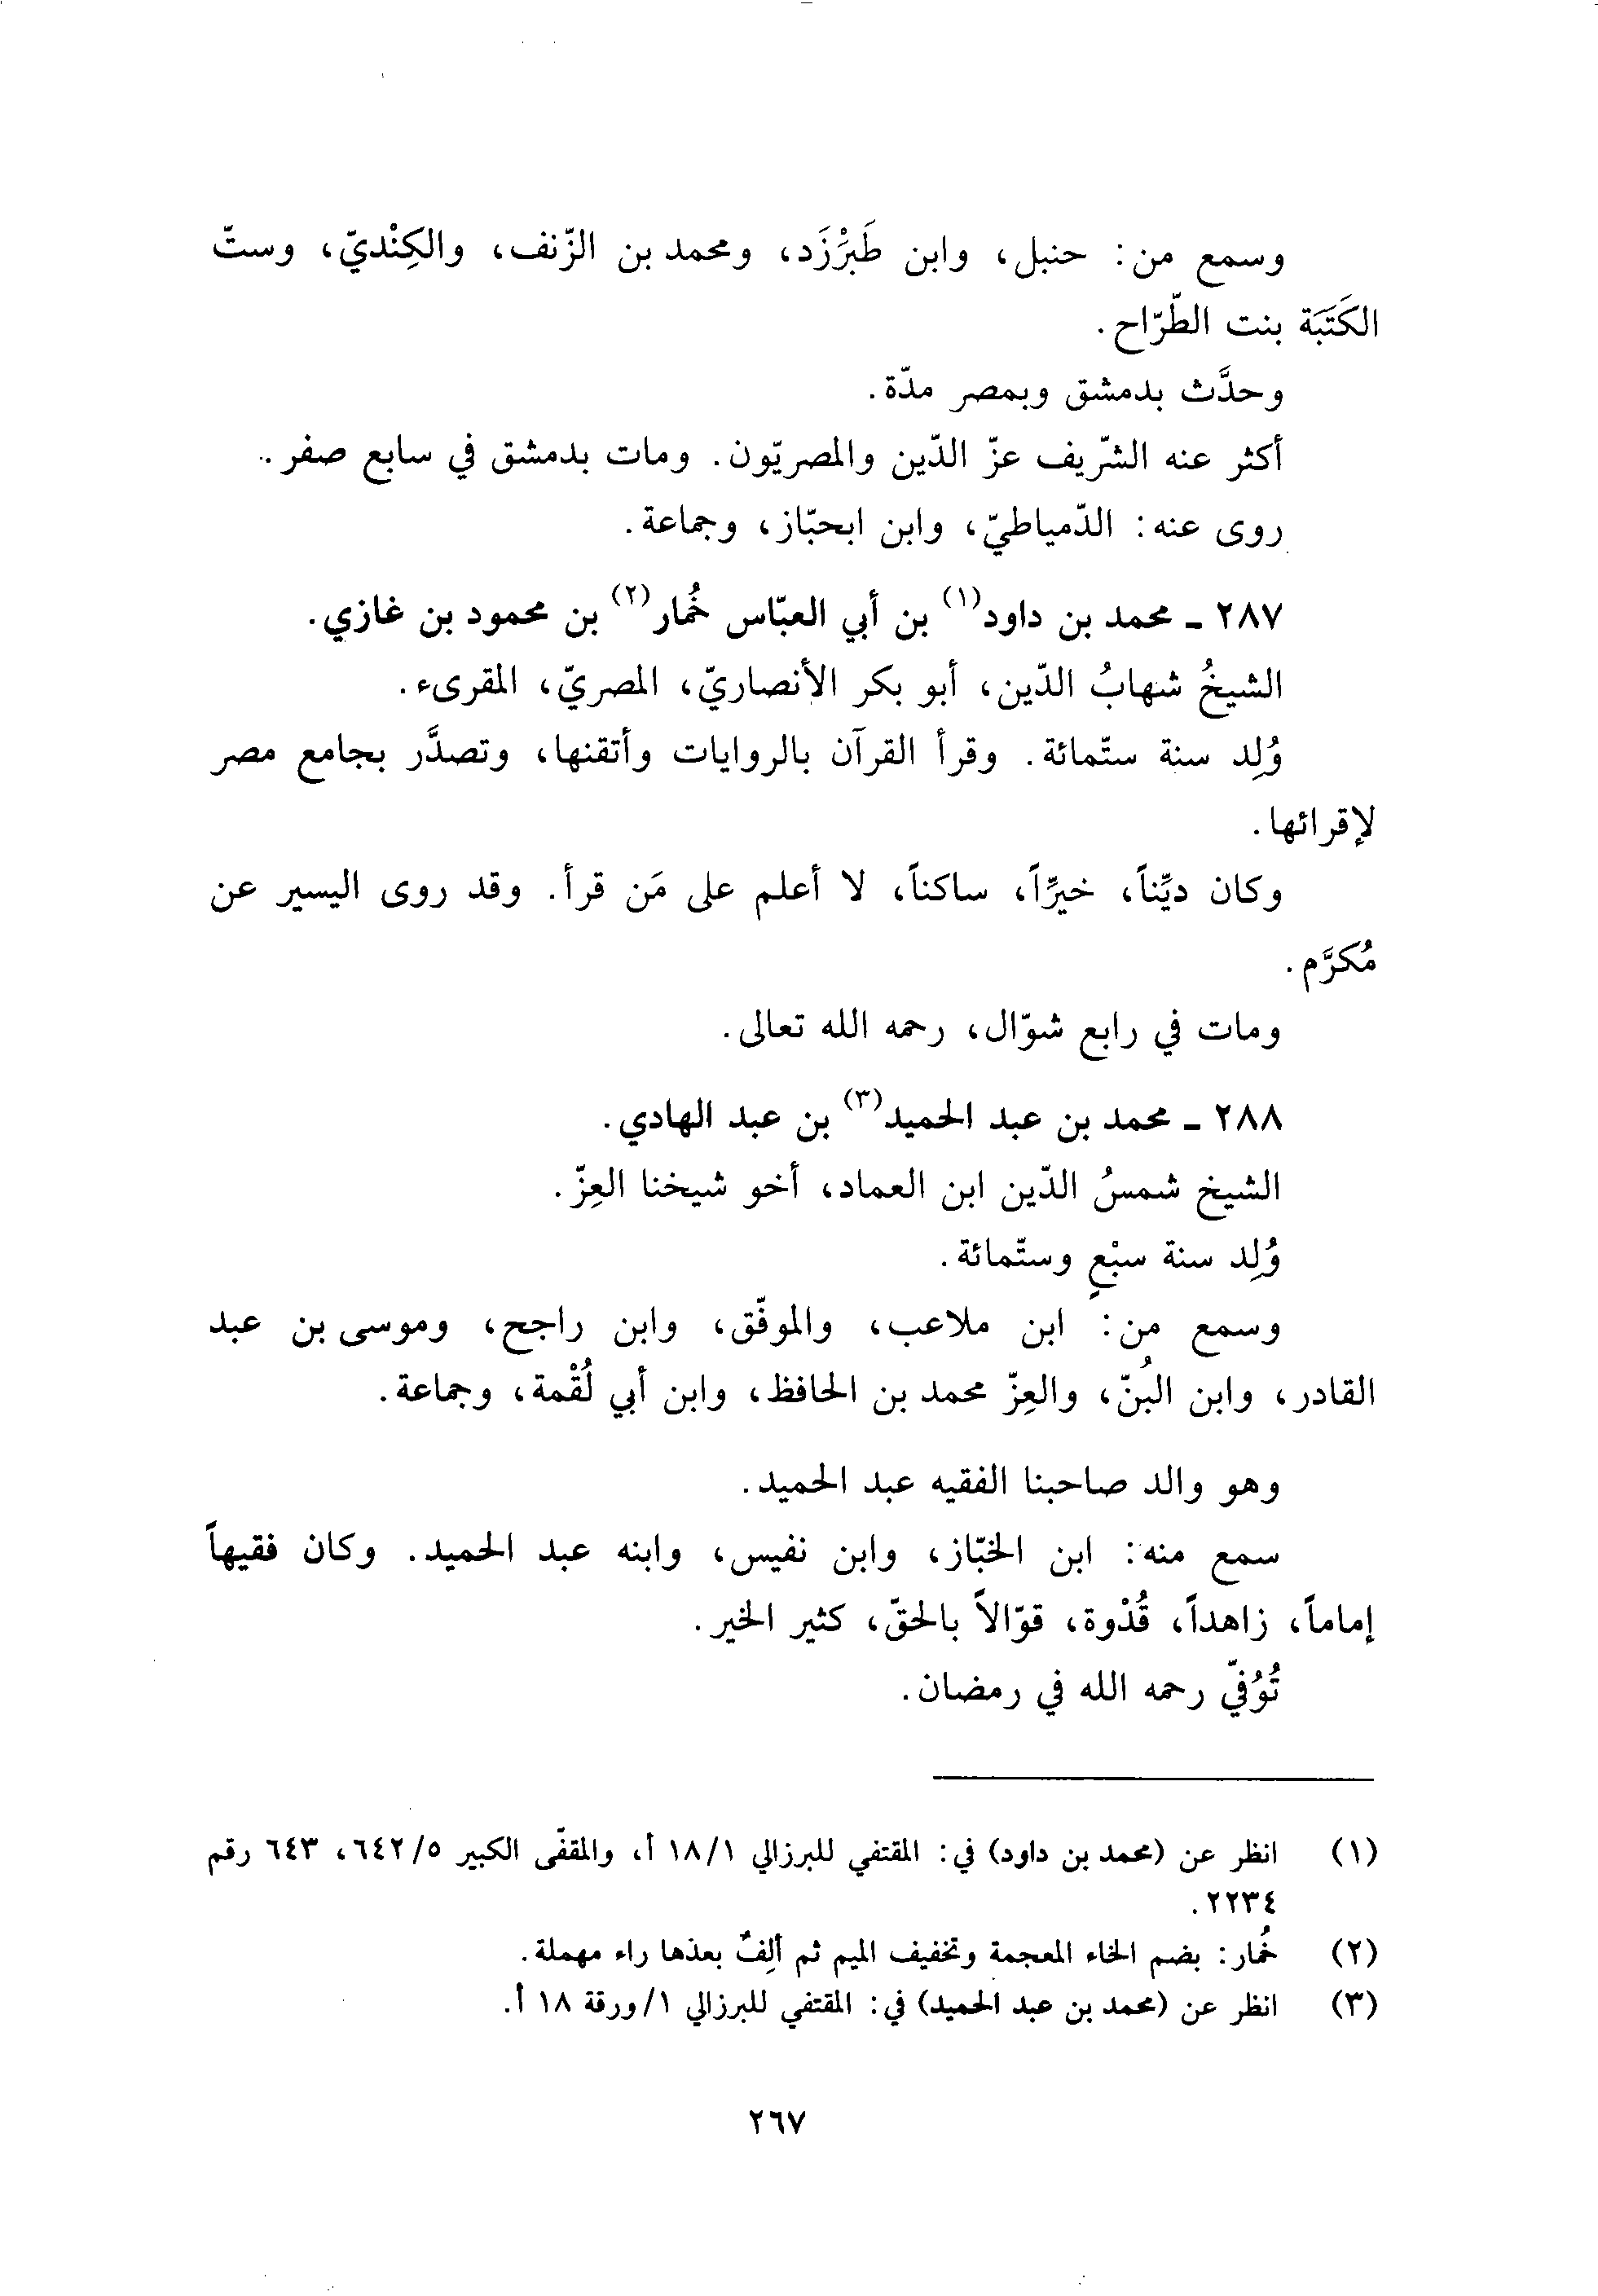 وسمع من: حنبل، وابن طَبَرْزَد، ومحمد بن الزّنف، والكِنْديّ، وستّ
الكَتَبَة بنت الطّرّاح.
وحدَّث بدمشق وبمصر مدّة.
أكثر عنه الشّريف عزّ الدّين والمصريّون. ومات بدمشق في سابع صفر.
روى عنه: الدّمياطيّ، وابن ابحبّاز، وجماعة.
٢٨٧ ـ محمد بن داود(١) بن أبي العبّاس خُمار(٢) بن محمود بن غازي.
الشيخُ شهابُ الدّين، أبو بكر الأنصاريّ، المصريّ، المقرىء.
وُلِد سنة ستّمائة. وقرأ القرآن بالروايات وأتقنها، وتصدَّر بجامع مصر
لإقرائها.
وكان ديِّناً، خيِّراً، ساكناً، لا أعلم على مَن قرأ. وقد روى اليسير عن
مُكرَّم.
ومات في رابع شوّال، رحمه الله تعالى.
٢٨٨ ـ محمد بن عبد الحميد(٣) بن عبد الهادي.
الشيخ شمسُ الدّين ابن العماد، أخو شيخنا العِزّ.
وُلِد سنة سبْعٍ وستّمائة.
وسمع من: ابن ملاعب، والموفّق، وابن راجح، وموسى بن عبد
القادر، وابن البُنّ، والعِزّ محمد بن الحافظ، وابن أبي لُقْمة، وجماعة.
وهو والد صاحبنا الفقيه عبد الحميد.
سمع منه: ابن الخبّاز، وابن نفيس، وابنه عبد الحميد. وكان فقيهاً
إماماً، زاهداً، قُدْوة، قوّالاً بالحقّ، كثير الخير.
تُوُفّي رحمه الله في رمضان.
(١) انظر عن (محمد بن داود) في: المقتفي للبرزالي ١/ ١٨ أ، والمقفّى الكبير ٥/ ٦٤٢، ٦٤٣ رقم
٢٢٣٤.
(٢) خُمار: بضم الخاء المعجمة وتخفيف الميم ثم ألِفٌ بعذها راء مهملة.
(٣) انظر عن (محمد بن عبد الحميد) في: المقتفي للبرزالي ١/ ورقة ١٨ أ.
٢٦٧